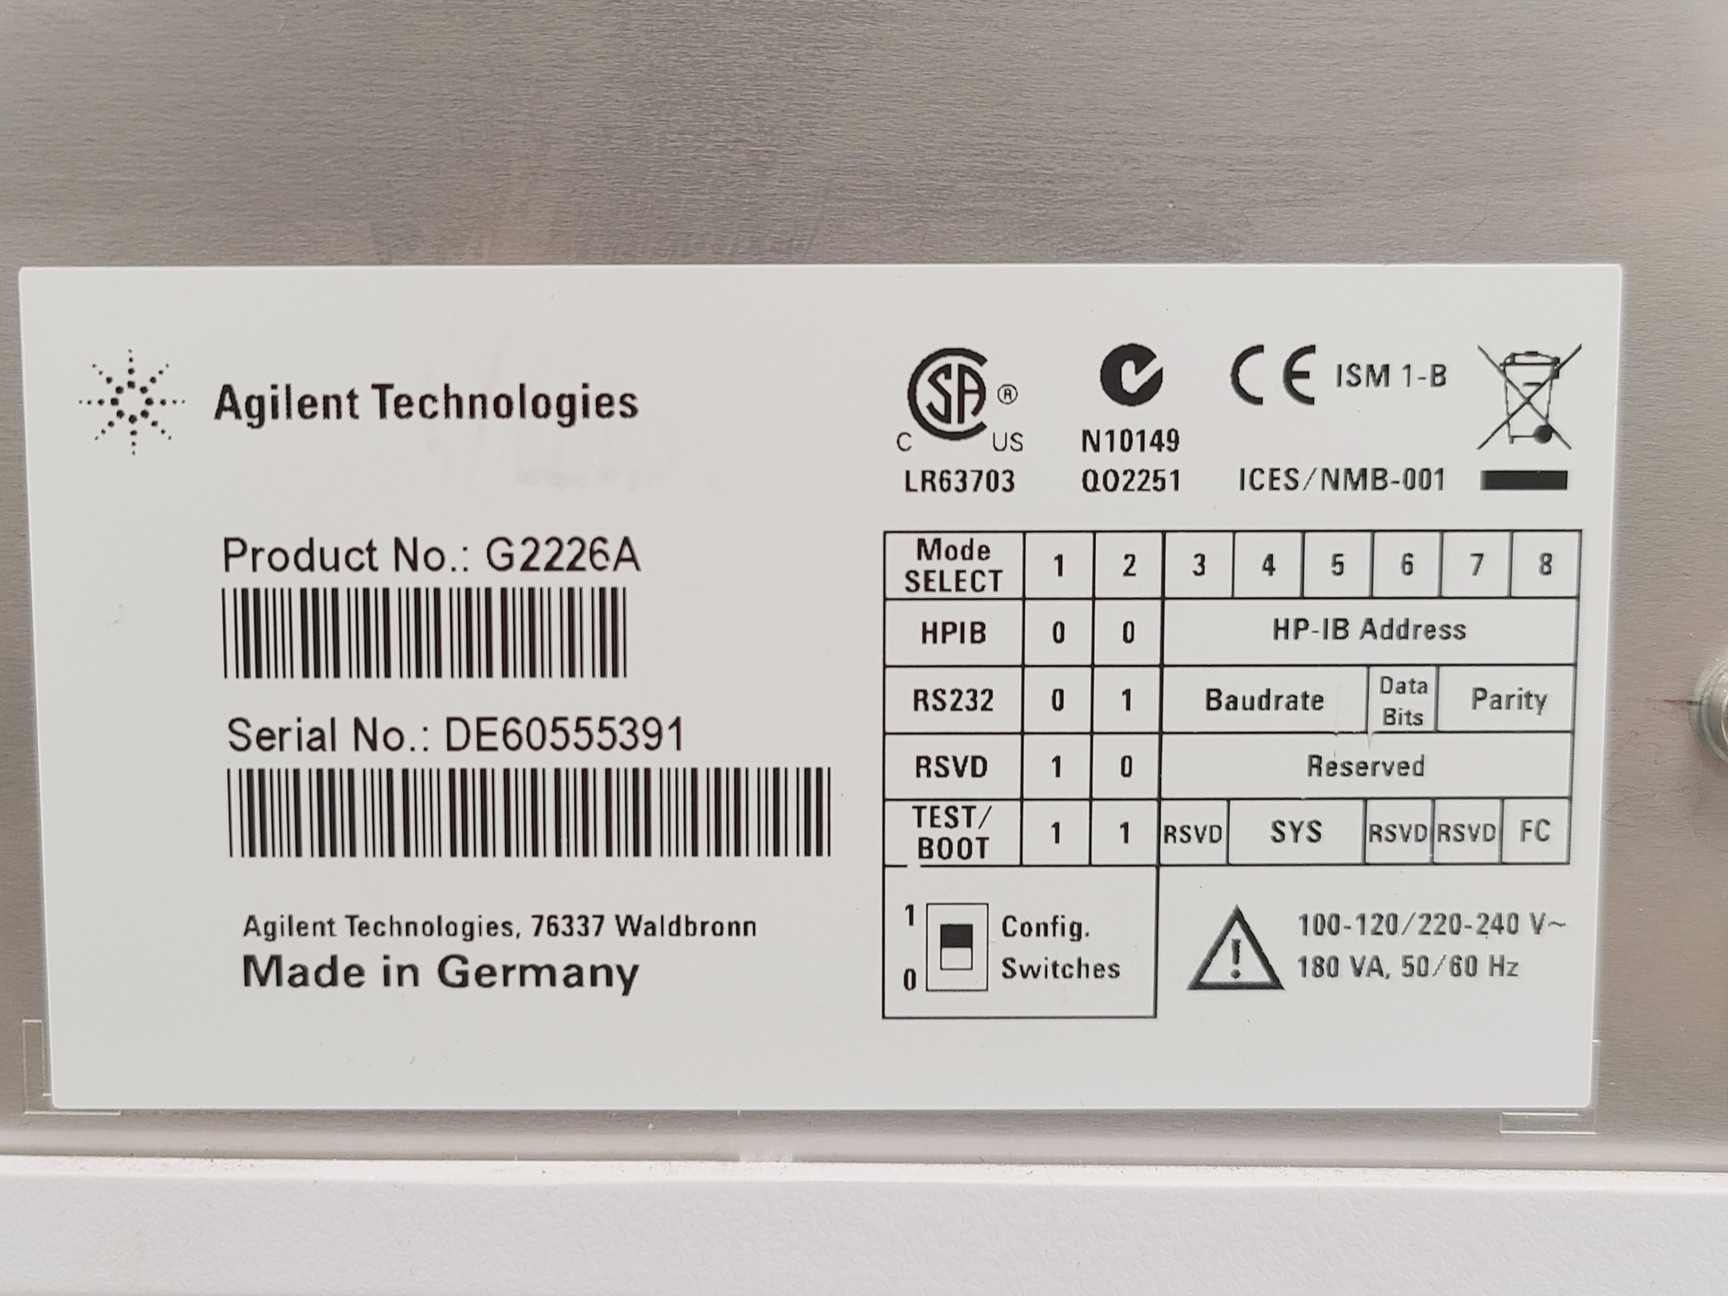 Agilent Technologies
Product No.: G2226A
Serial No.: DE60555391
Agilent Technologies, 76337 Waldbronn
Made in Germany
SA ®
C US
LR63703
N10149
QO2251
CE ISM 1-B
ICES/NMB-001
Mode SELECT 1 2 3 4 5 6 7 8
HPIB 0 0 HP-IB Address
RS232 0 1 Baudrate Data Bits Parity
RSVD 1 0 Reserved
TEST/ BOOT 1 1 RSVD SYS RSVD RSVD FC
1 Config.
0 Switches
100-120/220-240 V~
180 VA, 50/60 Hz